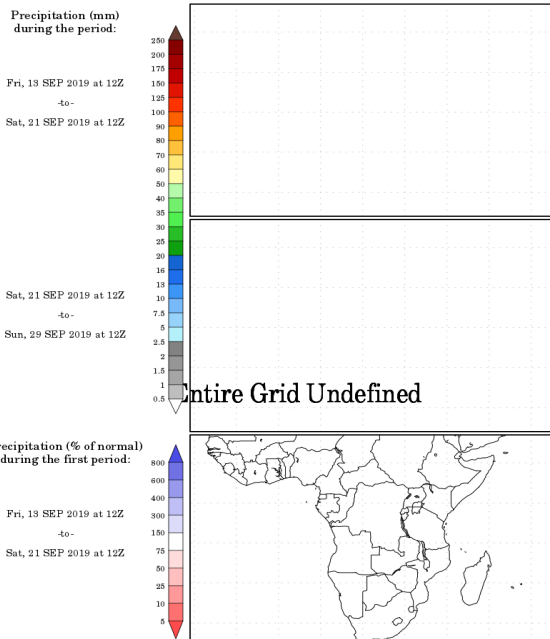 Precipitation (mm)
during the period:
Fri, 13 SEP 2019 at 12Z
-to-
Sat, 21 SEP 2019 at 12Z
250
200
175
150
125
100
90
80
70
60
50
40
35
30
25
20
16
13
10
7.5
5
2.5
2
1.5
1
0.5
Sat, 21 SEP 2019 at 12Z
-to-
Sun, 29 SEP 2019 at 12Z
Entire Grid Undefined
recipitation (% of normal)
during the first period:
Fri, 13 SEP 2019 at 12Z
-to-
Sat, 21 SEP 2019 at 12Z
800
600
400
300
150
75
50
25
10
5